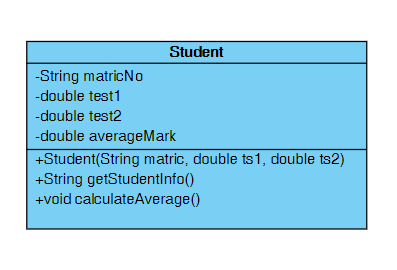 Student
-String matricNo
-double test1
-double test2
-double averageMark
+Student(String matric, double ts1, double ts2)
+String getStudentInfo()
+void calculateAverage()